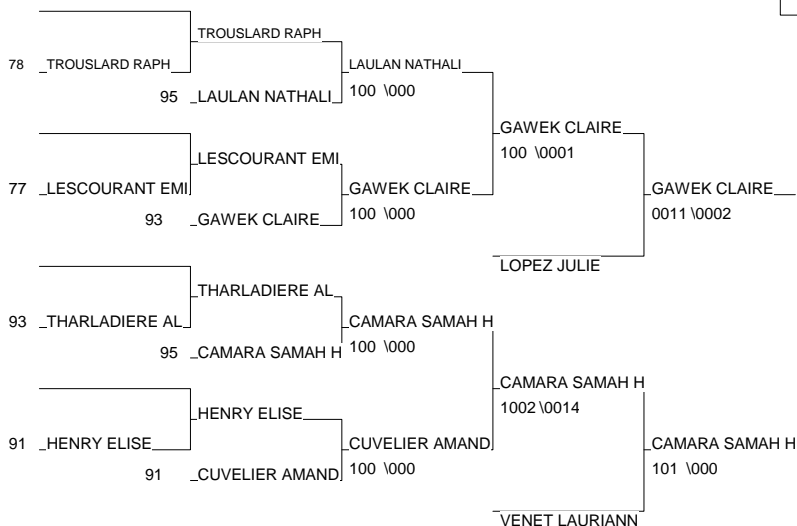 TROUSLARD RAPH
78 TROUSLARD RAPH
LAULAN NATHALI
95 LAULAN NATHALI
100 \000
GAWEK CLAIRE
100 \0001
LESCOURANT EMI
77 LESCOURANT EMI
GAWEK CLAIRE
GAWEK CLAIRE
93 GAWEK CLAIRE
100 \000
0011 \0002
LOPEZ JULIE
THARLADIERE AL
93 THARLADIERE AL
CAMARA SAMAH H
95 CAMARA SAMAH H
100 \000
CAMARA SAMAH H
1002 \0014
HENRY ELISE
91 HENRY ELISE
CUVELIER AMAND
CAMARA SAMAH H
91 CUVELIER AMAND
100 \000
101 \000
VENET LAURIANN